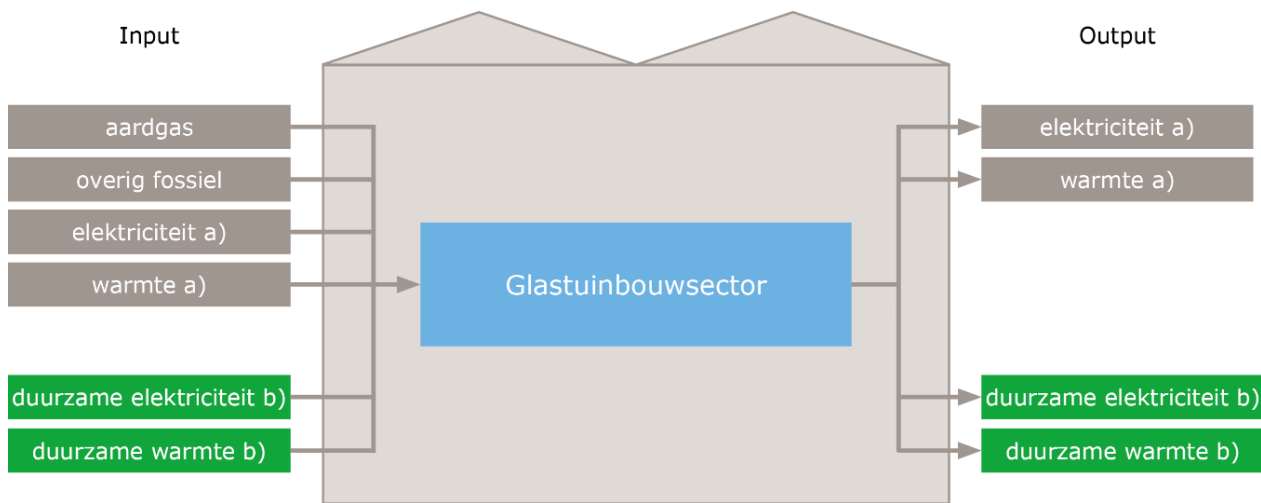 Input
aardgas
overig fossiel
elektriciteit a)
warmte a)
duurzame elektriciteit b)
duurzame warmte b)
Glastuinbouwsector
Output
elektriciteit a)
warmte a)
duurzame elektriciteit b)
duurzame warmte b)